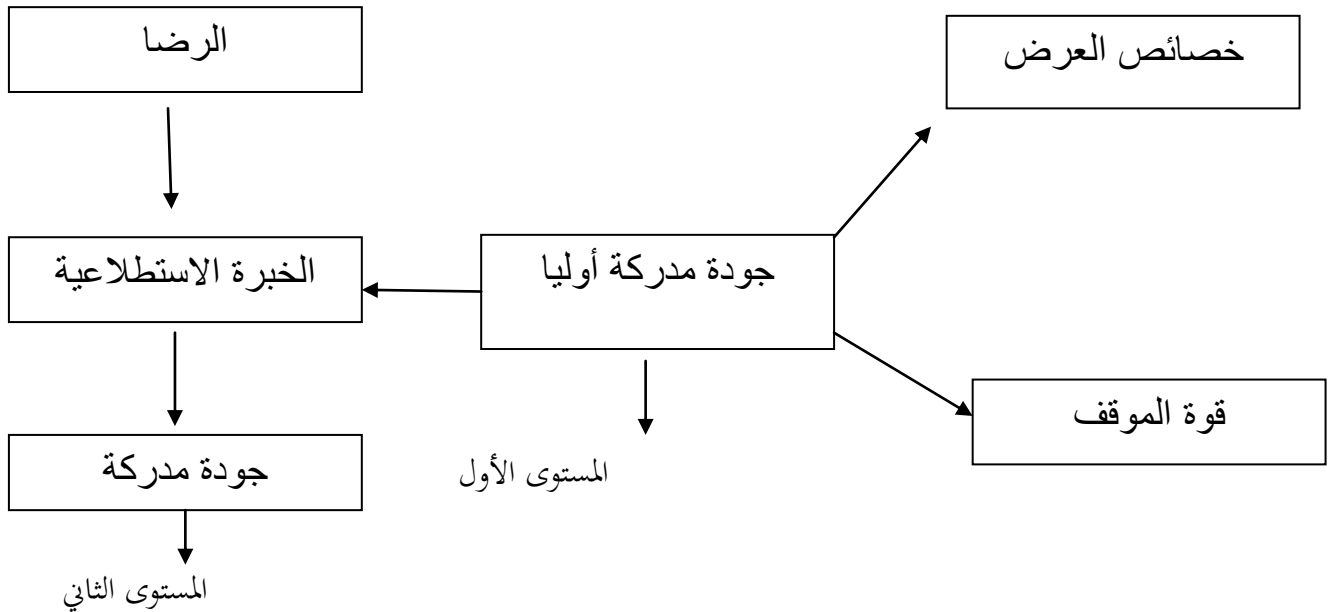 الرضا
خصائص العرض
الخبرة الاستطلاعية
جودة مدركة أوليا
قوة الموقف
جودة مدركة
المستوى الأول
المستوى الثاني